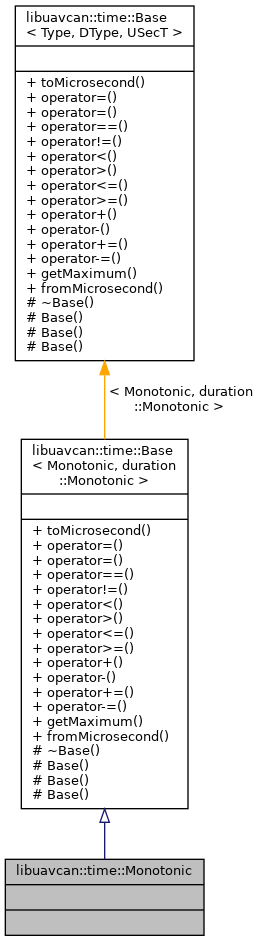 libuavcan::time::Base
< Type, DType, USecT >
+ toMicrosecond()
+ operator=()
+ operator=()
+ operator==()
+ operator!=()
+ operator<()
+ operator>()
+ operator<=()
+ operator>=()
+ operator+()
+ operator-()
+ operator+=()
+ operator-=()
+ getMaximum()
+ fromMicrosecond()
# ~Base()
# Base()
# Base()
# Base()
< Monotonic, duration
::Monotonic >
libuavcan::time::Base
< Monotonic, duration
::Monotonic >
+ toMicrosecond()
+ operator=()
+ operator=()
+ operator==()
+ operator!=()
+ operator<()
+ operator>()
+ operator<=()
+ operator>=()
+ operator+()
+ operator-()
+ operator+=()
+ operator-=()
+ getMaximum()
+ fromMicrosecond()
# ~Base()
# Base()
# Base()
# Base()
libuavcan::time::Monotonic